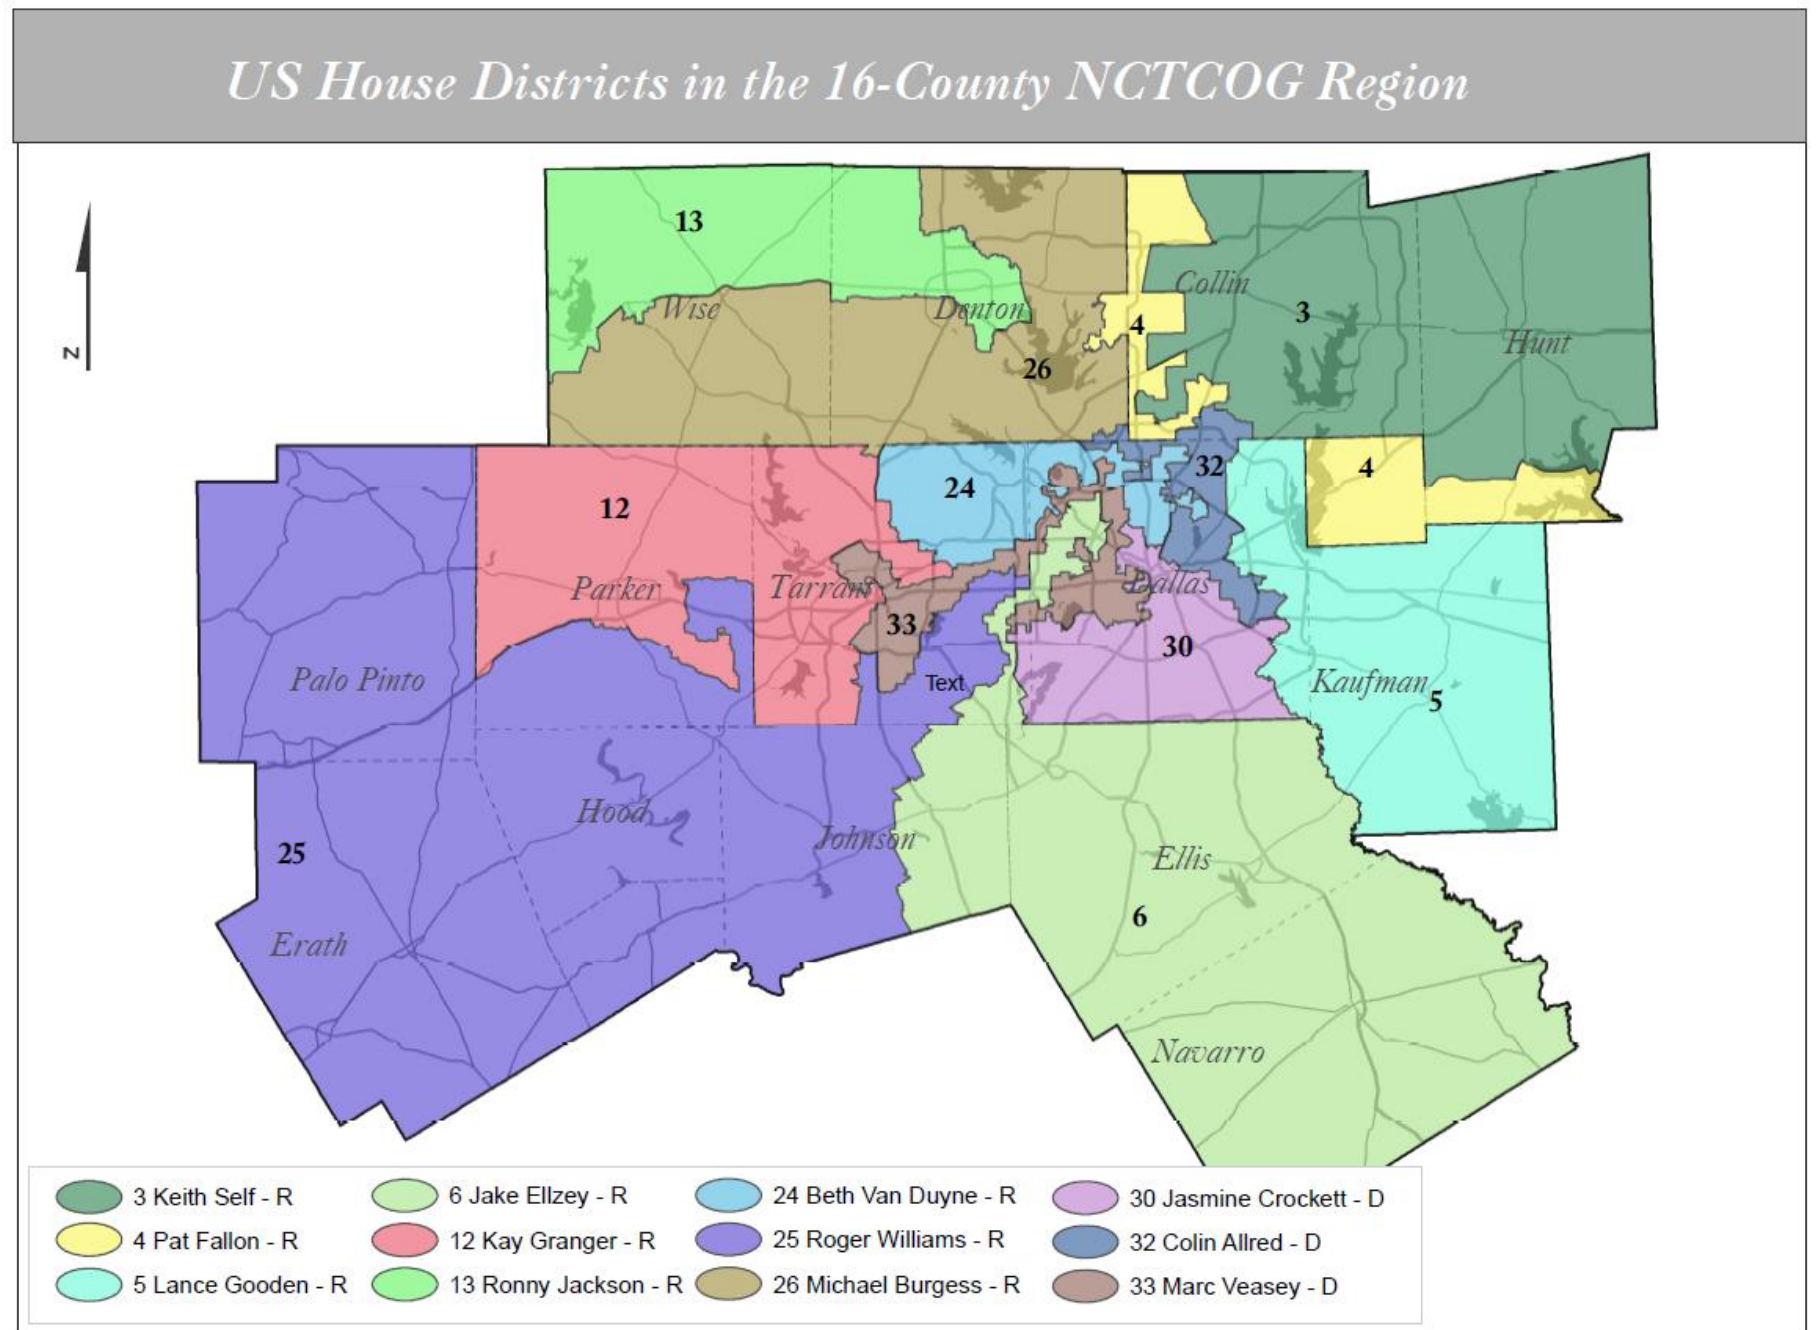 US House Districts in the 16-County NCTCOG Region
13
Collin
Wise
Denton
4
3
Hunt
N
26
32
4
24
12
Parker
Tarrant
Dallas
33
30
Palo Pinto
Text
Kaufman
5
Hood
Johnson
25
Ellis
6
Erath
Navarro
3 Keith Self - R
6 Jake Ellzey - R
24 Beth Van Duyne - R
30 Jasmine Crockett - D
4 Pat Fallon - R
12 Kay Granger - R
25 Roger Williams - R
32 Colin Allred - D
5 Lance Gooden - R
13 Ronny Jackson - R
26 Michael Burgess - R
33 Marc Veasey - D